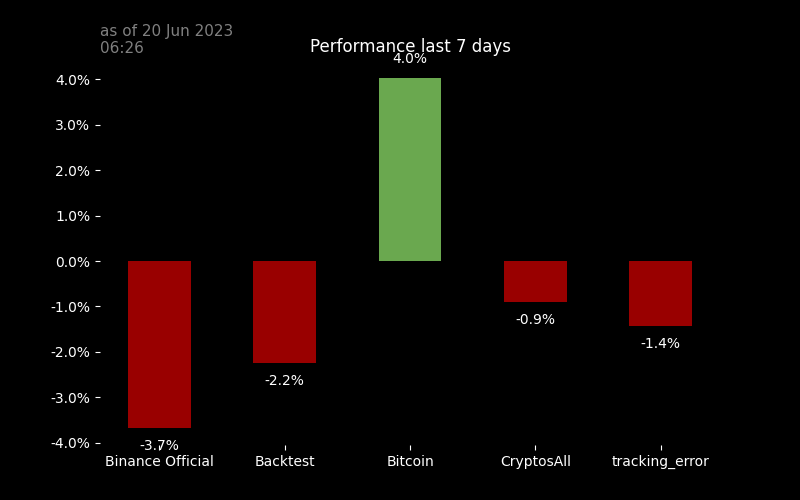 as of 20 Jun 2023
06:26
Performance last 7 days
4.0%
4.0%
3.0%
2.0%
1.0%
0.0%
-1.0%
-2.0%
-3.0%
-4.0%
-3.7%
-2.2%
-0.9%
-1.4%
Binance Official
Backtest
Bitcoin
CryptosAll
tracking_error